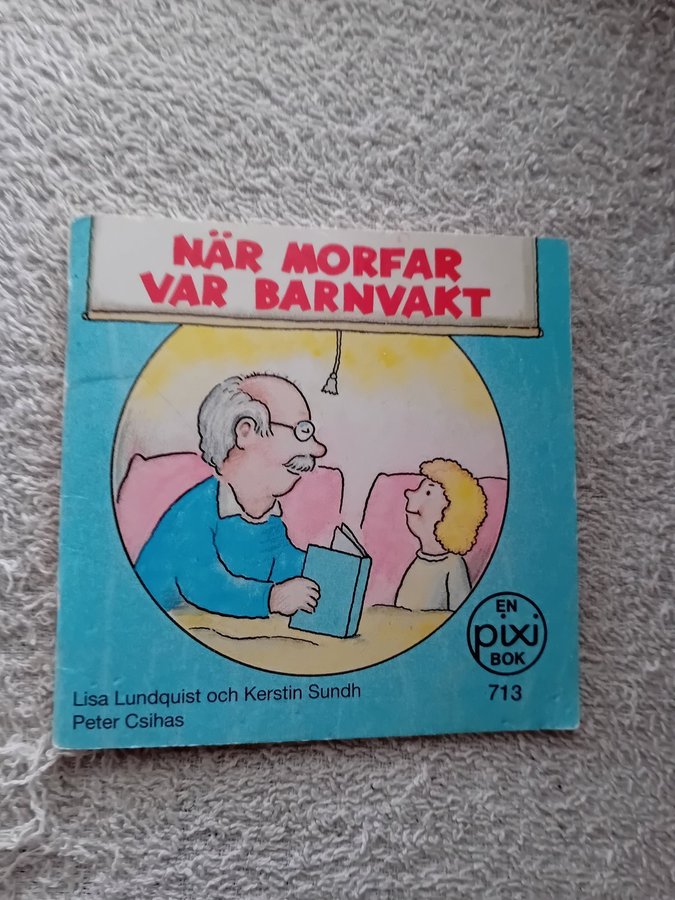 NÄR MORFAR
VAR BARNVAKT
Lisa Lundquist och Kerstin Sundh
Peter Csihas
EN
pixi
BOK
713